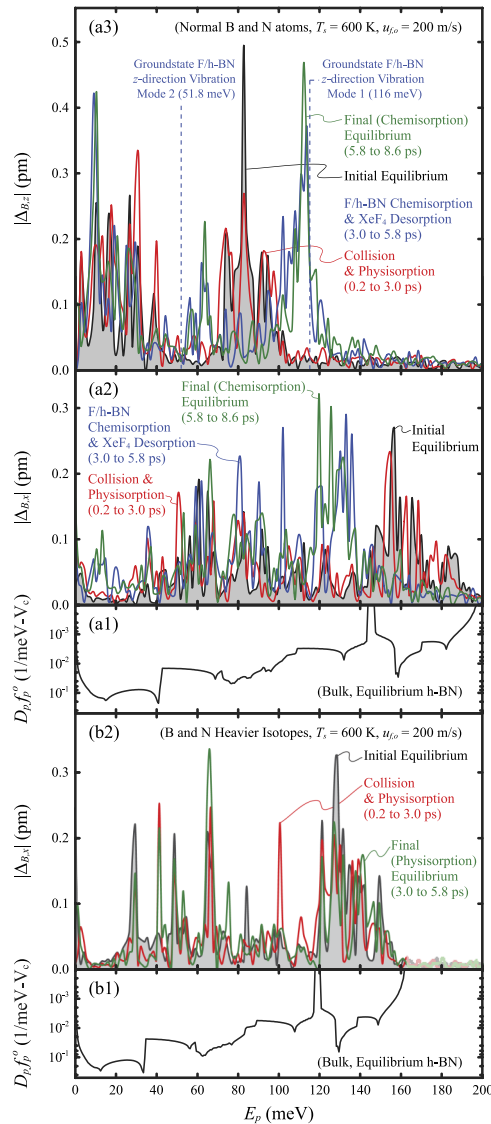 (a3)
(Normal B and N atoms, Ts = 600 K, uf,o = 200 m/s)
0.5
0.4
0.3
0.2
0.1
0.0
|ΔB,z| (pm)
Groundstate F/h-BN
z-direction Vibration
Mode 2 (51.8 meV)
Groundstate F/h-BN
z-direction Vibration
Mode 1 (116 meV)
Final (Chemisorption)
Equilibrium
(5.8 to 8.6 ps)
Initial Equilibrium
F/h-BN Chemisorption
& XeF4 Desorption
(3.0 to 5.8 ps)
Collision
& Physisorption
(0.2 to 3.0 ps)
(a2)
Final (Chemisorption)
Equilibrium
(5.8 to 8.6 ps)
F/h-BN
Chemisorption
& XeF4 Desorption
(3.0 to 5.8 ps)
Initial
Equilibrium
Collision &
Physisorption
(0.2 to 3.0 ps)
0.3
0.2
0.1
0.0
|ΔB,x| (pm)
(a1)
10-3
10-2
10-1
Dp fpo (1/meV-Vc)
(Bulk, Equilibrium h-BN)
(b2)
(B and N Heavier Isotopes, Ts = 600 K, uf,o = 200 m/s)
Initial Equilibrium
Collision
& Physisorption
(0.2 to 3.0 ps)
Final
(Physisorption)
Equilibrium
(3.0 to 5.8 ps)
0.3
0.2
0.1
0.0
|ΔB,x| (pm)
(b1)
10-3
10-2
10-1
Dp fpo (1/meV-Vc)
(Bulk, Equilibrium h-BN)
0 20 40 60 80 100 120 140 160 180 200
Ep (meV)